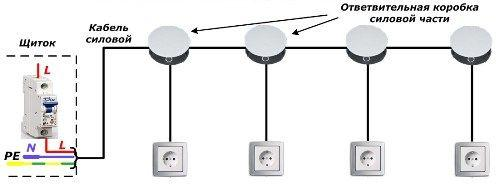 Кабель
силовой
Ответвительная коробка
силовой части
Щиток
L
L
N
PE